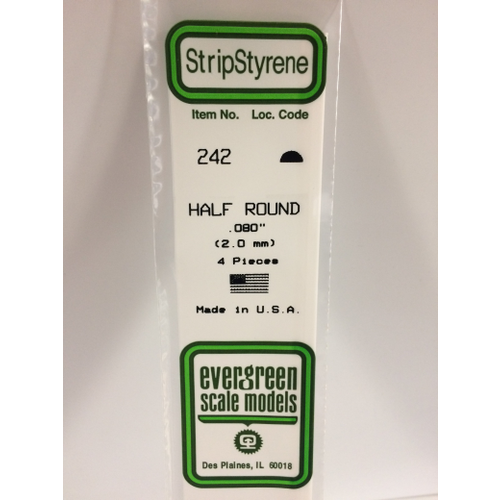 StripStyrene
Item No. Loc. Code
242
HALF ROUND
.080"
(2.0 mm)
4 Pieces
Made in U.S.A.
evergreen
scale models
Des Plaines, IL 60018